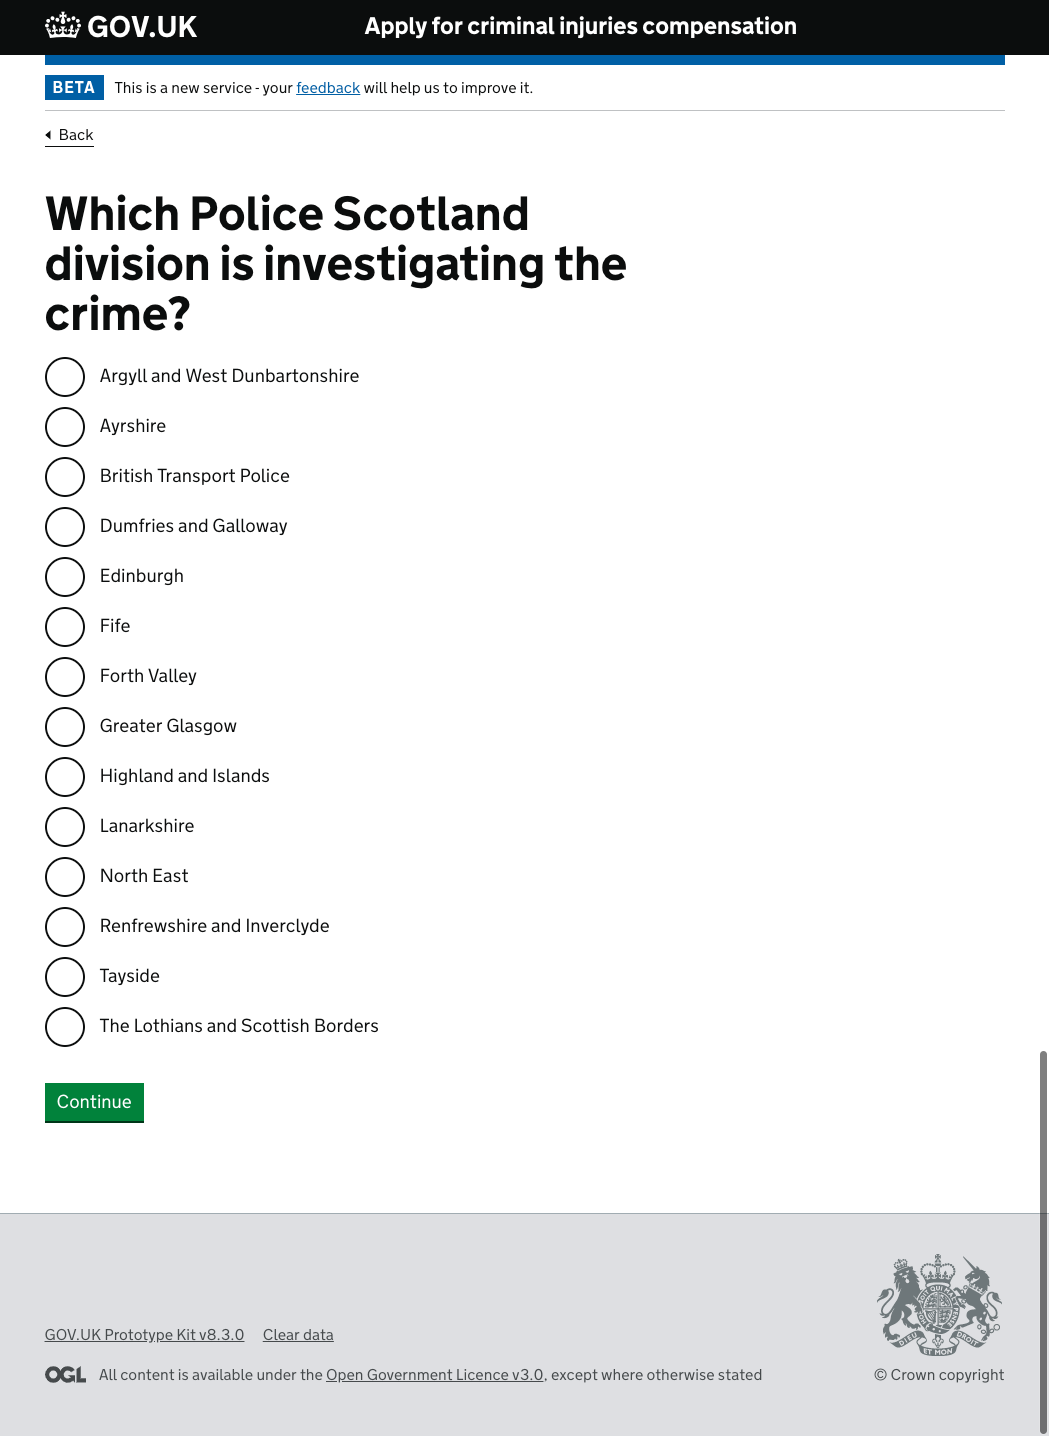 GOV.UK Apply for criminal injuries compensation
BETA This is a new service - your feedback will help us to improve it.
Back
Which Police Scotland
division is investigating the
crime?
Argyll and West Dunbartonshire
Ayrshire
British Transport Police
Dumfries and Galloway
Edinburgh
Fife
Forth Valley
Greater Glasgow
Highland and Islands
Lanarkshire
North East
Renfrewshire and Inverclyde
Tayside
The Lothians and Scottish Borders
Continue
GOV.UK Prototype Kit v8.3.0 Clear data
OGL All content is available under the Open Government Licence v3.0, except where otherwise stated
© Crown copyright
DIEU ET MON DROIT